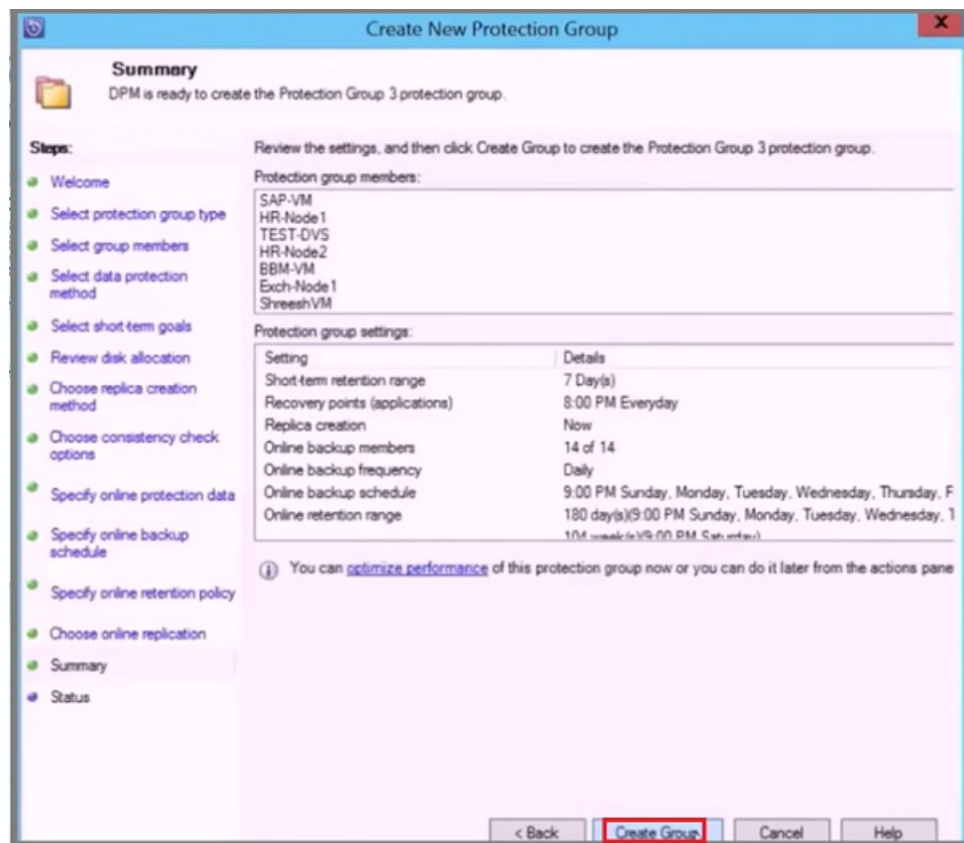 Create New Protection Group
X
Summary
DPM is ready to create the Protection Group 3 protection group.
Steps:
Welcome
Select protection group type
Select group members
Select data protection
method
Select short-term goals
Review disk allocation
Choose replica creation
method
Choose consistency check
options
Specify online protection data
Specify online backup
schedule
Specify online retention policy
Choose online replication
Summary
Status
Review the settings, and then click Create Group to create the Protection Group 3 protection group.
Protection group members:
SAP-VM
HR-Node1
TEST-DVS
HR-Node2
BBM-VM
Exch-Node1
ShreeshVM
Protection group settings:
Setting Details
Short-term retention range 7 Day(s)
Recovery points (applications) 8:00 PM Everyday
Replica creation Now
Online backup members 14 of 14
Online backup frequency Daily
Online backup schedule 9:00 PM Sunday, Monday, Tuesday, Wednesday, Thursday, F
Online retention range 180 day(s)(9:00 PM Sunday, Monday, Tuesday, Wednesday, T
104 week(s)(9:00 PM Saturday)
You can optimize performance of this protection group now or you can do it later from the actions pane
< Back Create Group Cancel Help